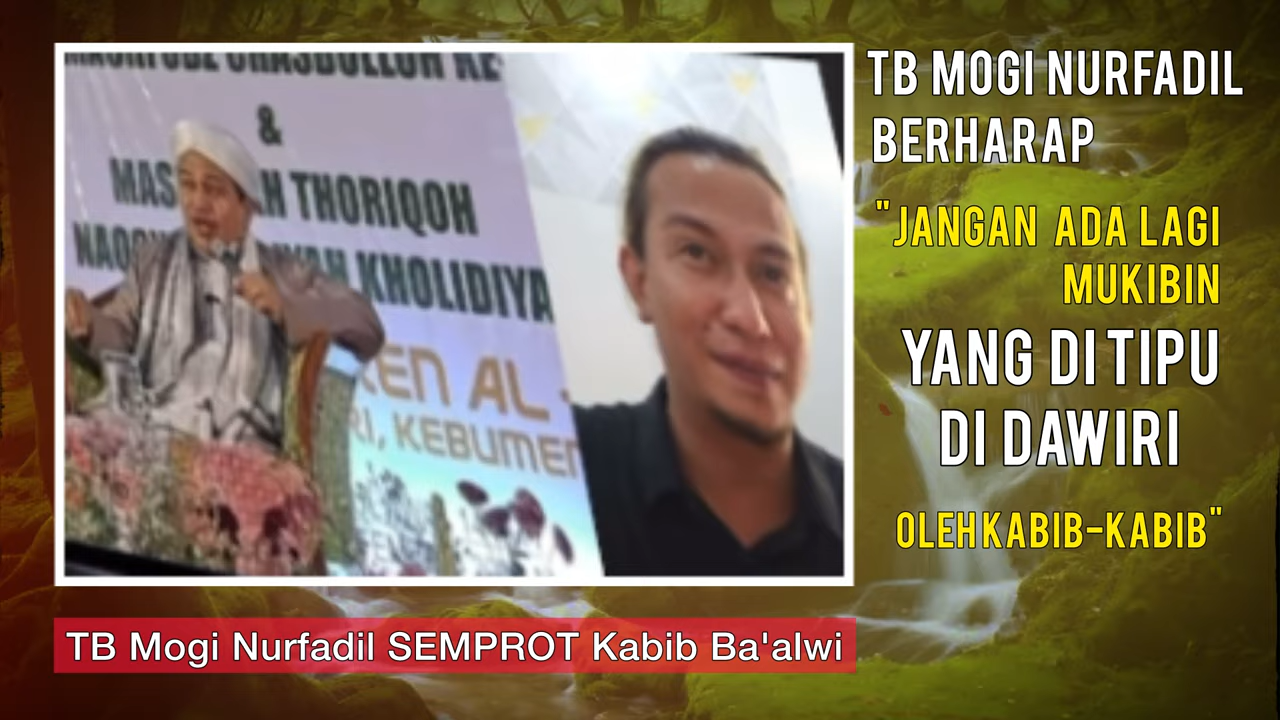 &
THORIQOH
KHOLIDIYA
AL -
, KEBUMEN
TB MOGI NURFADIL
BERHARAP
"JANGAN ADA LAGI
MUKIBIN
YANG DI TIPU
DI DAWIRI
OLEH KABIB-KABIB"
TB Mogi Nurfadil SEMPROT Kabib Ba'alwi